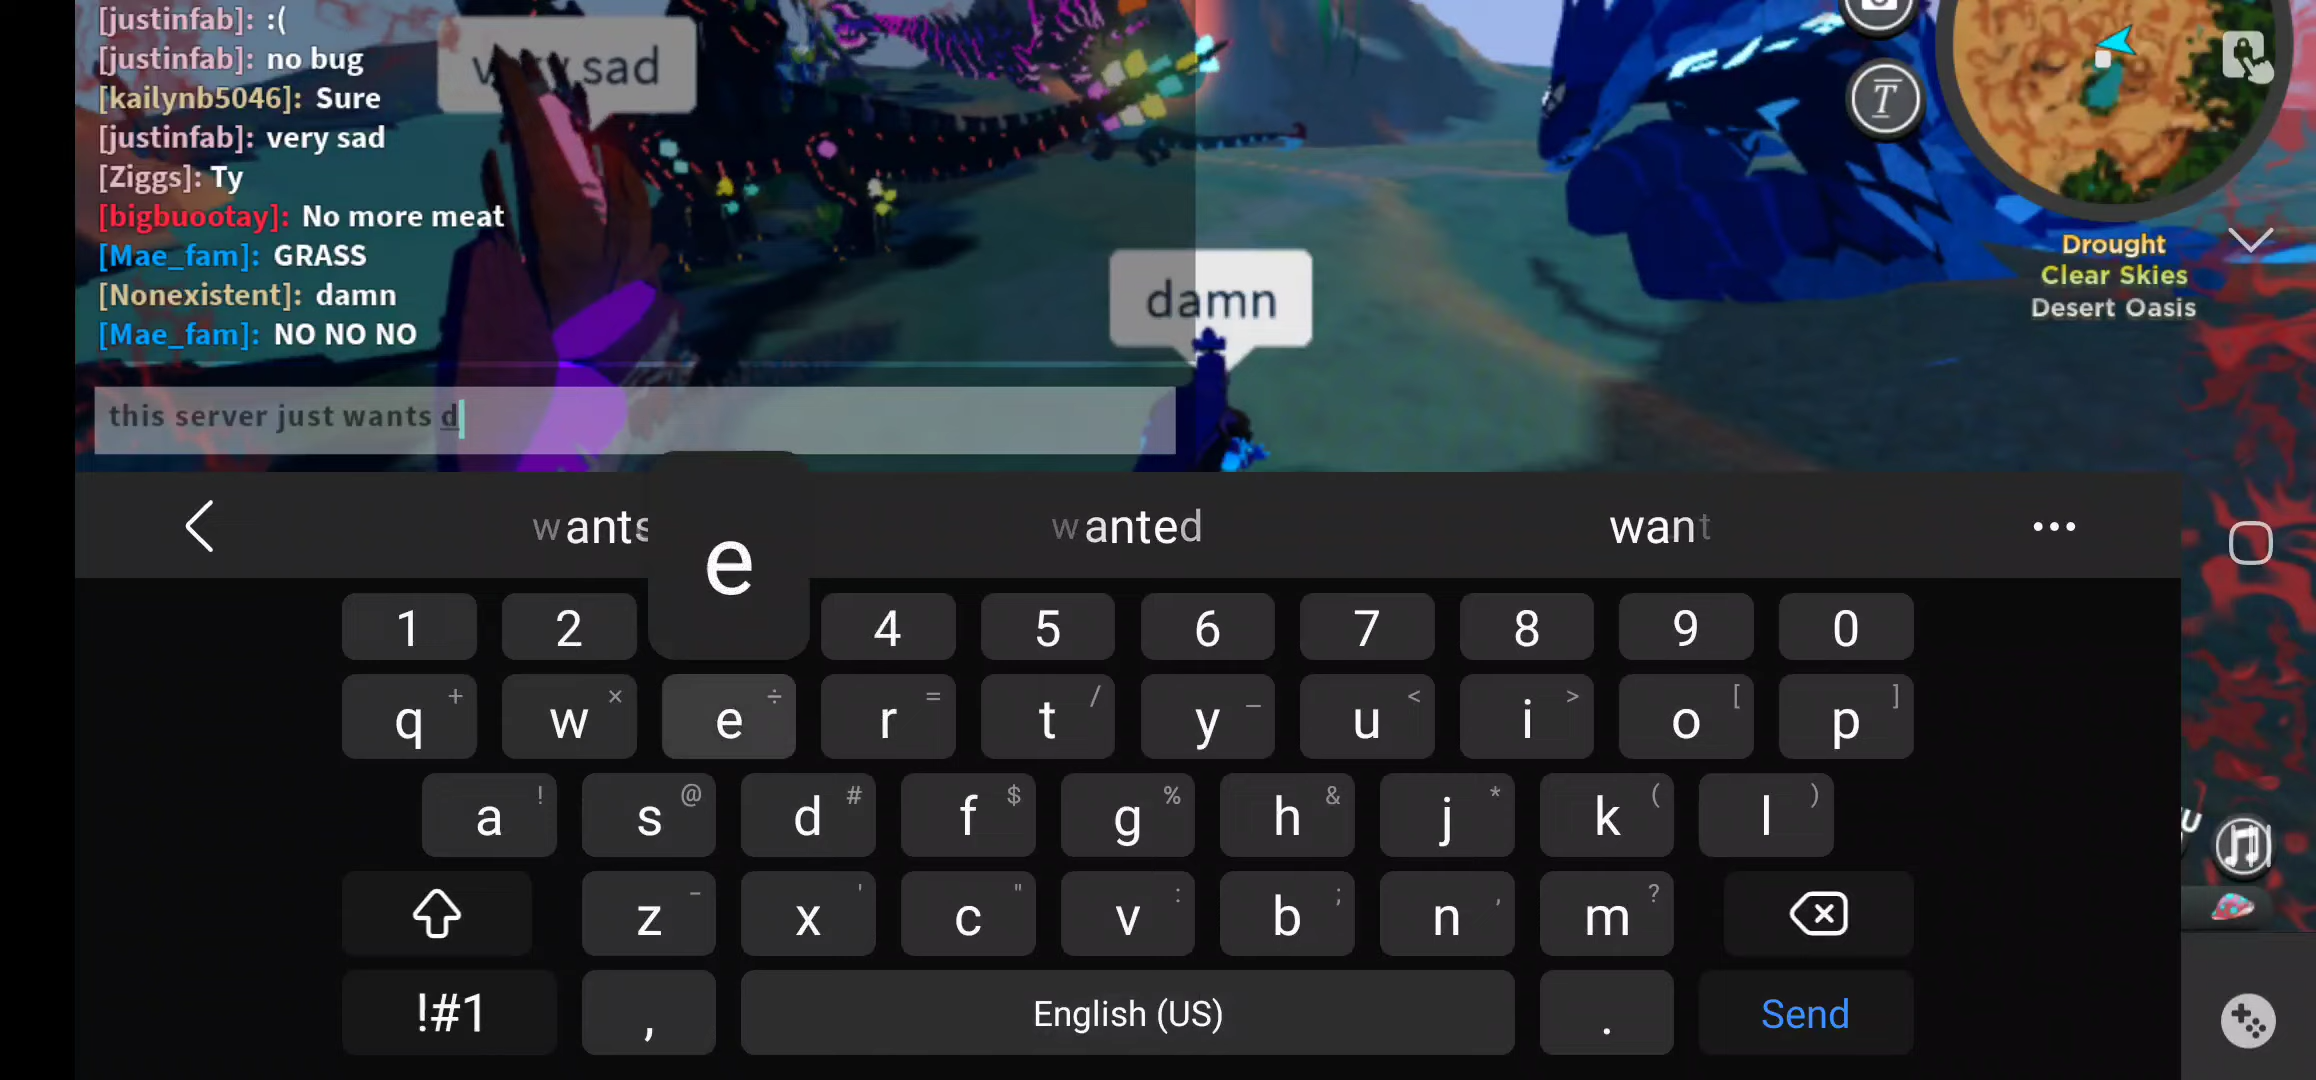 [justinfab]: :(
[justinfab]: no bug
[kailynb5046]: Sure
[justinfab]: very sad
[Ziggs]: Ty
[bigbuootay]: No more meat
[Mae_fam]: GRASS
[Nonexistent]: damn
[Mae_fam]: NO NO NO
very sad
damn
T
Drought
Clear Skies
Desert Oasis
this server just wants d
wants
e
wanted
want
1 2 4 5 6 7 8 9 0
q + w × e ÷ r = t / y _ u < i > o [ p ]
a ! s @ d # f $ g % h & j * k ( l )
z - x ' c " v : b ; n , m ?
!#1 , English (US) . Send